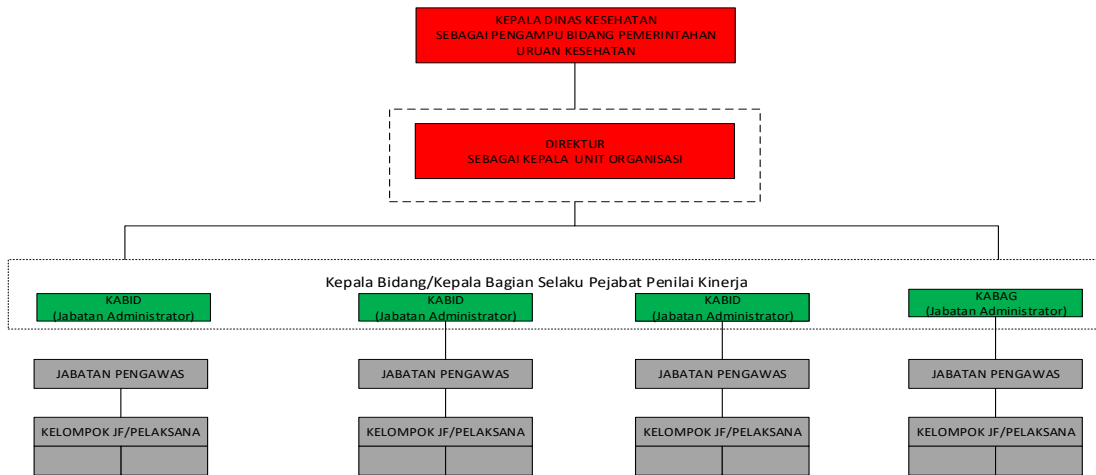 KEPALA DINAS KESEHATAN
SEBAGAI PENGAMPU BIDANG PEMERINTAHAN
URUAN KESEHATAN
DIREKTUR
SEBAGAI KEPALA UNIT ORGANISASI
Kepala Bidang/Kepala Bagian Selaku Pejabat Penilai Kinerja
KABID
(Jabatan Administrator)
KABID
(Jabatan Administrator)
KABID
(Jabatan Administrator)
KABAG
(Jabatan Administrator)
JABATAN PENGAWAS
JABATAN PENGAWAS
JABATAN PENGAWAS
JABATAN PENGAWAS
KELOMPOK JF/PELAKSANA
KELOMPOK JF/PELAKSANA
KELOMPOK JF/PELAKSANA
KELOMPOK JF/PELAKSANA